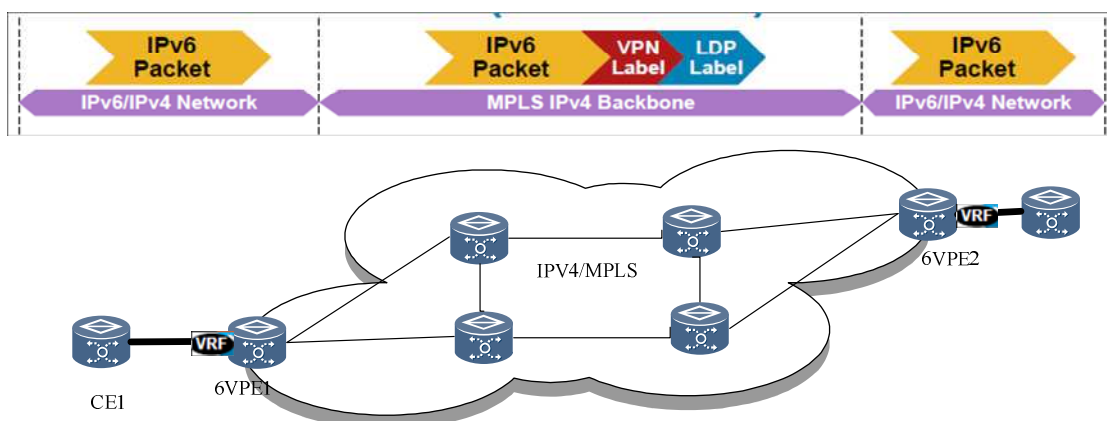 IPv6
Packet
IPv6
Packet
VPN
Label
LDP
Label
IPv6
Packet
IPv6/IPv4 Network
MPLS IPv4 Backbone
IPv6/IPv4 Network
VRF
6VPE2
IPV4/MPLS
VRF
6VPE1
CE1